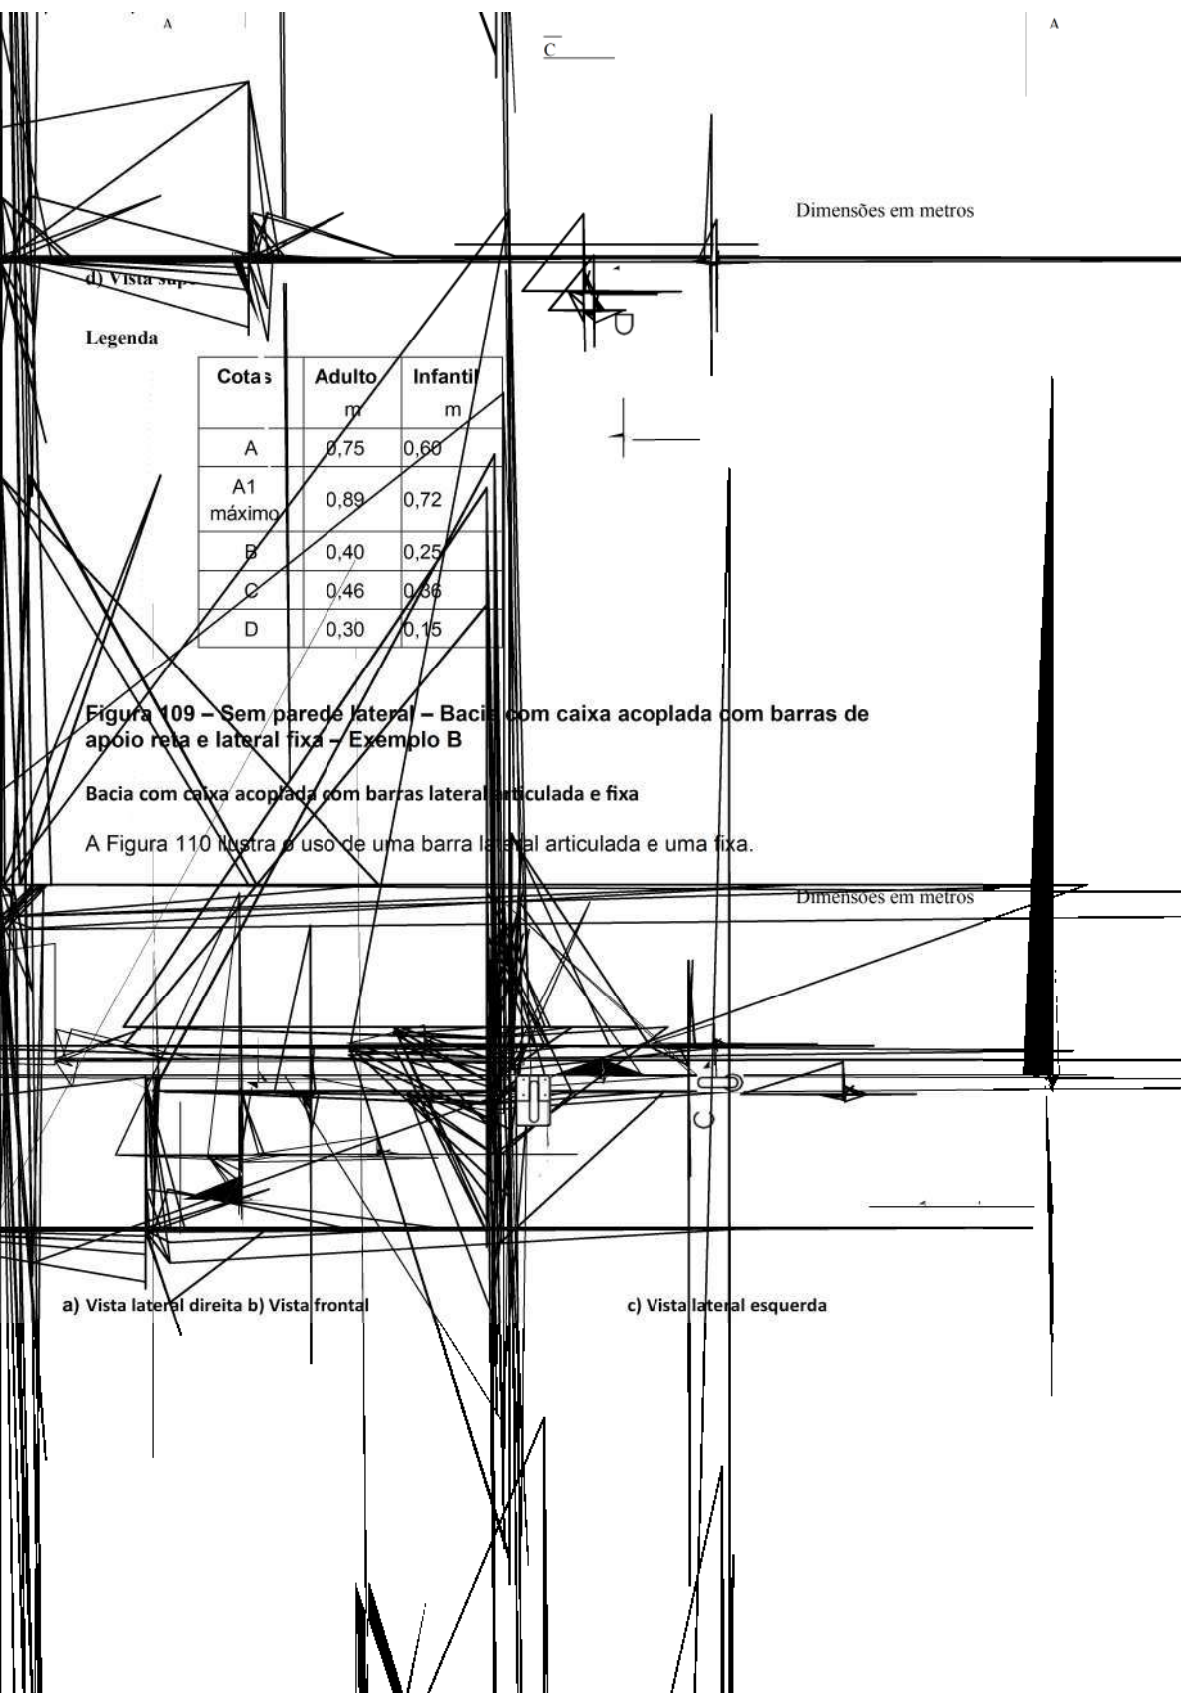 A
A
C
Dimensões em metros
d) Vista
D
Legenda
Cotas Adulto Infantil
m m
A 0,75 0,60
A1
máximo 0,89 0,72
B 0,40 0,25
C 0,46 0,36
D 0,30 0,15
Figura 109 – Sem parede lateral – Bacia com caixa acoplada com barras de
apoio reta e lateral fixa – Exemplo B
Bacia com caixa acoplada com barras lateral articulada e fixa
A Figura 110 ilustra o uso de uma barra lateral articulada e uma fixa.
Dimensões em metros
C
a) Vista lateral direita b) Vista frontal
c) Vista lateral esquerda